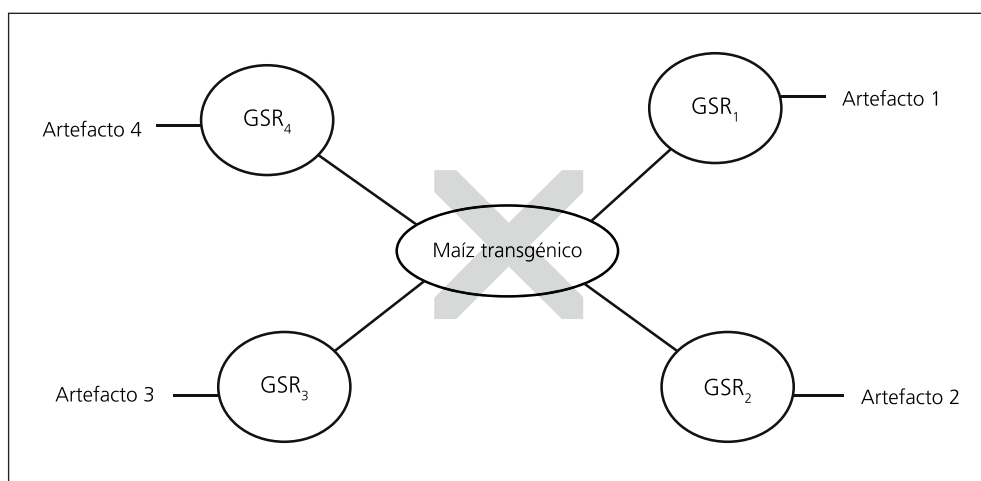 GSR₄
Artefacto 4
GSR₁
Artefacto 1
Maíz transgénico
GSR₃
Artefacto 3
GSR₂
Artefacto 2